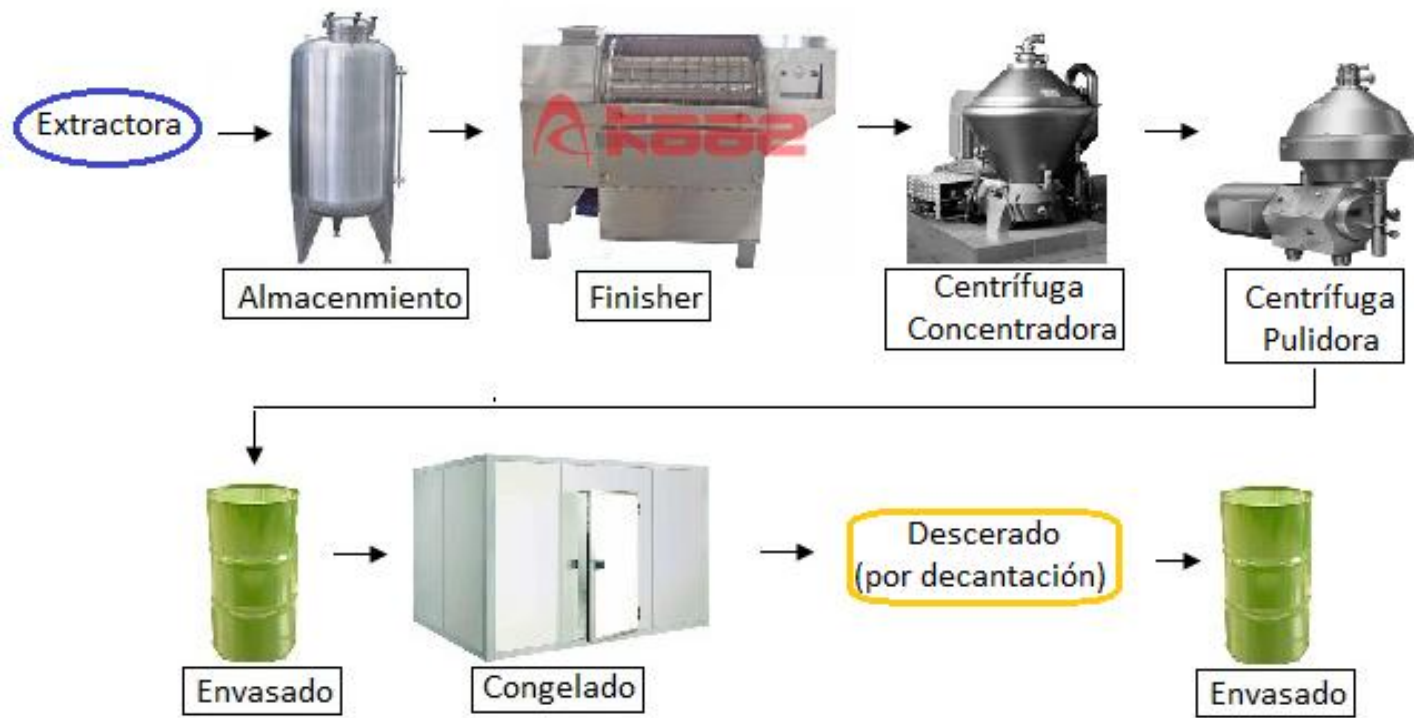 Extractora
Almacenmiento
Finisher
Centrífuga
Concentradora
Centrífuga
Pulidora
Envasado
Congelado
Descerado
(por decantación)
Envasado